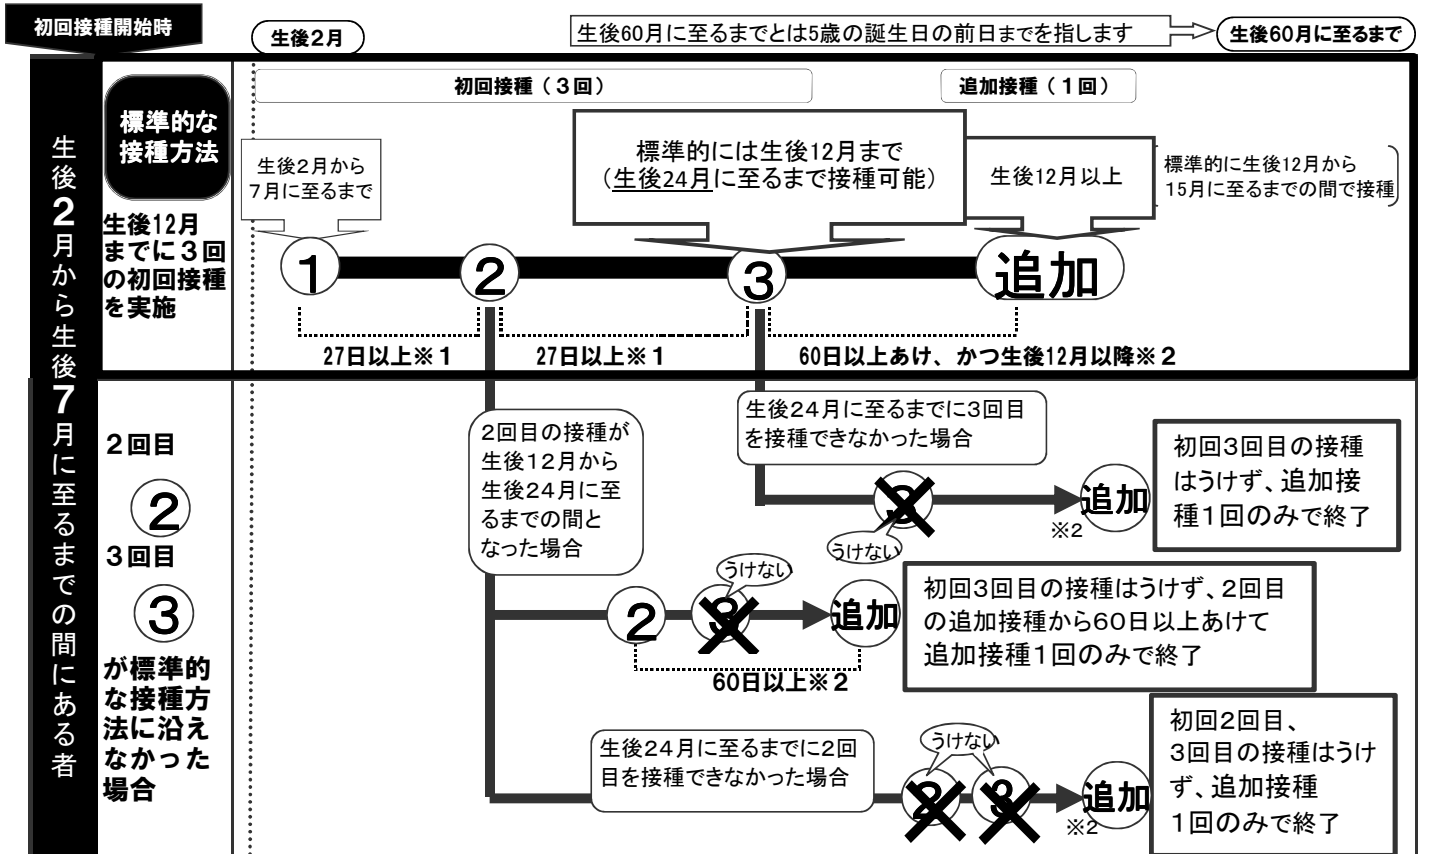 初回接種開始時
生後2月
生後60月に至るまでとは5歳の誕生日の前日までを指します
生後60月に至るまで
生後2月から生後7月に至るまでの間にある者
標準的な
接種方法
生後12月
までに3回
の初回接種
を実施
初回接種(3回)
追加接種(1回)
生後2月から
7月に至るまで
標準的には生後12月まで
(生後24月に至るまで接種可能)
生後12月以上
標準的に生後12月から
15月に至るまでの間で接種
1
2
3
追加
27日以上※1
27日以上※1
60日以上あけ、かつ生後12月以降※2
2回目
2
3回目
3
が標準的
な接種方
法に沿え
なかった
場合
生後24月に至るまでに3回目
を接種できなかった場合
3
うけない
※2
追加
初回3回目の接種
はうけず、追加接
種1回のみで終了
2回目の接種が
生後12月から
生後24月に至
るまでの間と
なった場合
うけない
2
3
追加
60日以上※2
初回3回目の接種はうけず、2回目
の追加接種から60日以上あけて
追加接種1回のみで終了
生後24月に至るまでに2回
目を接種できなかった場合
うけない
2
3
※2
追加
初回2回目、
3回目の接種はうけ
ず、追加接種
1回のみで終了